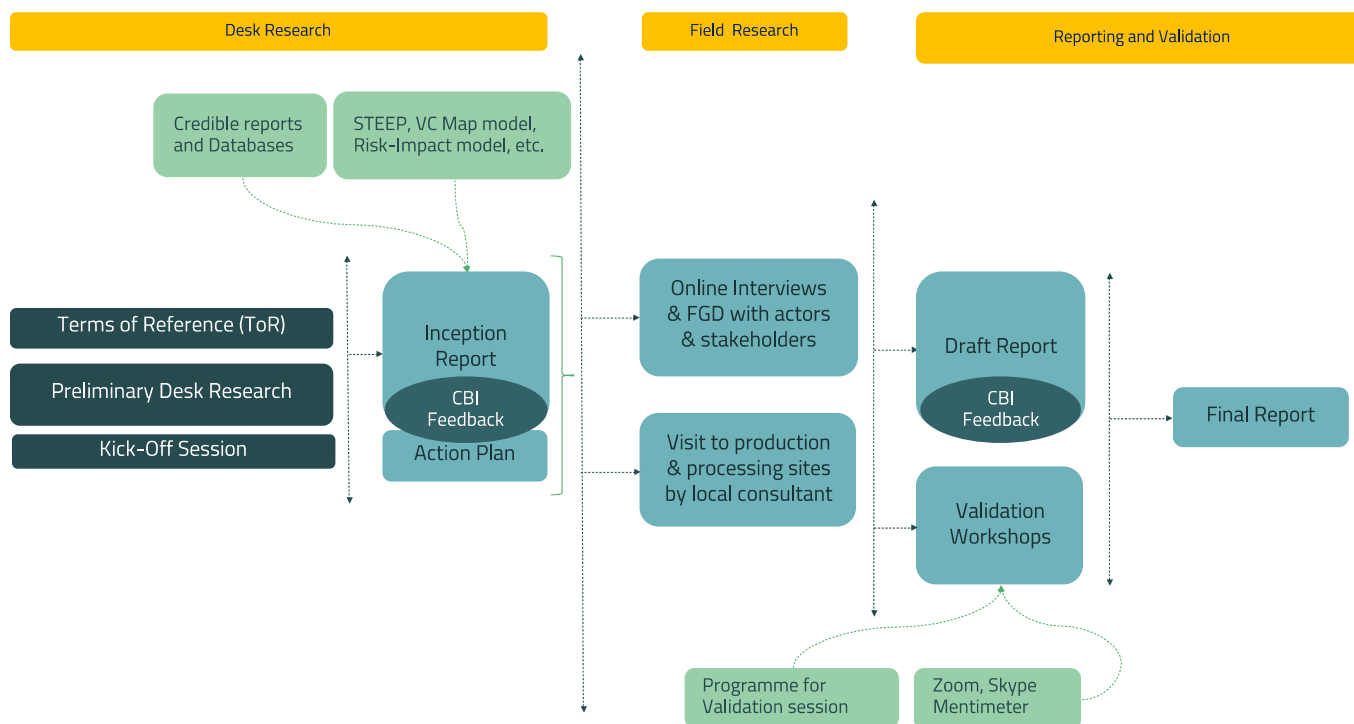 Desk Research
Field Research
Reporting and Validation
Credible reports
and Databases
STEEP, VC Map model,
Risk-Impact model, etc.
Terms of Reference (ToR)
Preliminary Desk Research
Kick-Off Session
Inception
Report
CBI
Feedback
Action Plan
Online Interviews
& FGD with actors
& stakeholders
Visit to production
& processing sites
by local consultant
Draft Report
CBI
Feedback
Validation
Workshops
Final Report
Programme for
Validation session
Zoom, Skype
Mentimeter